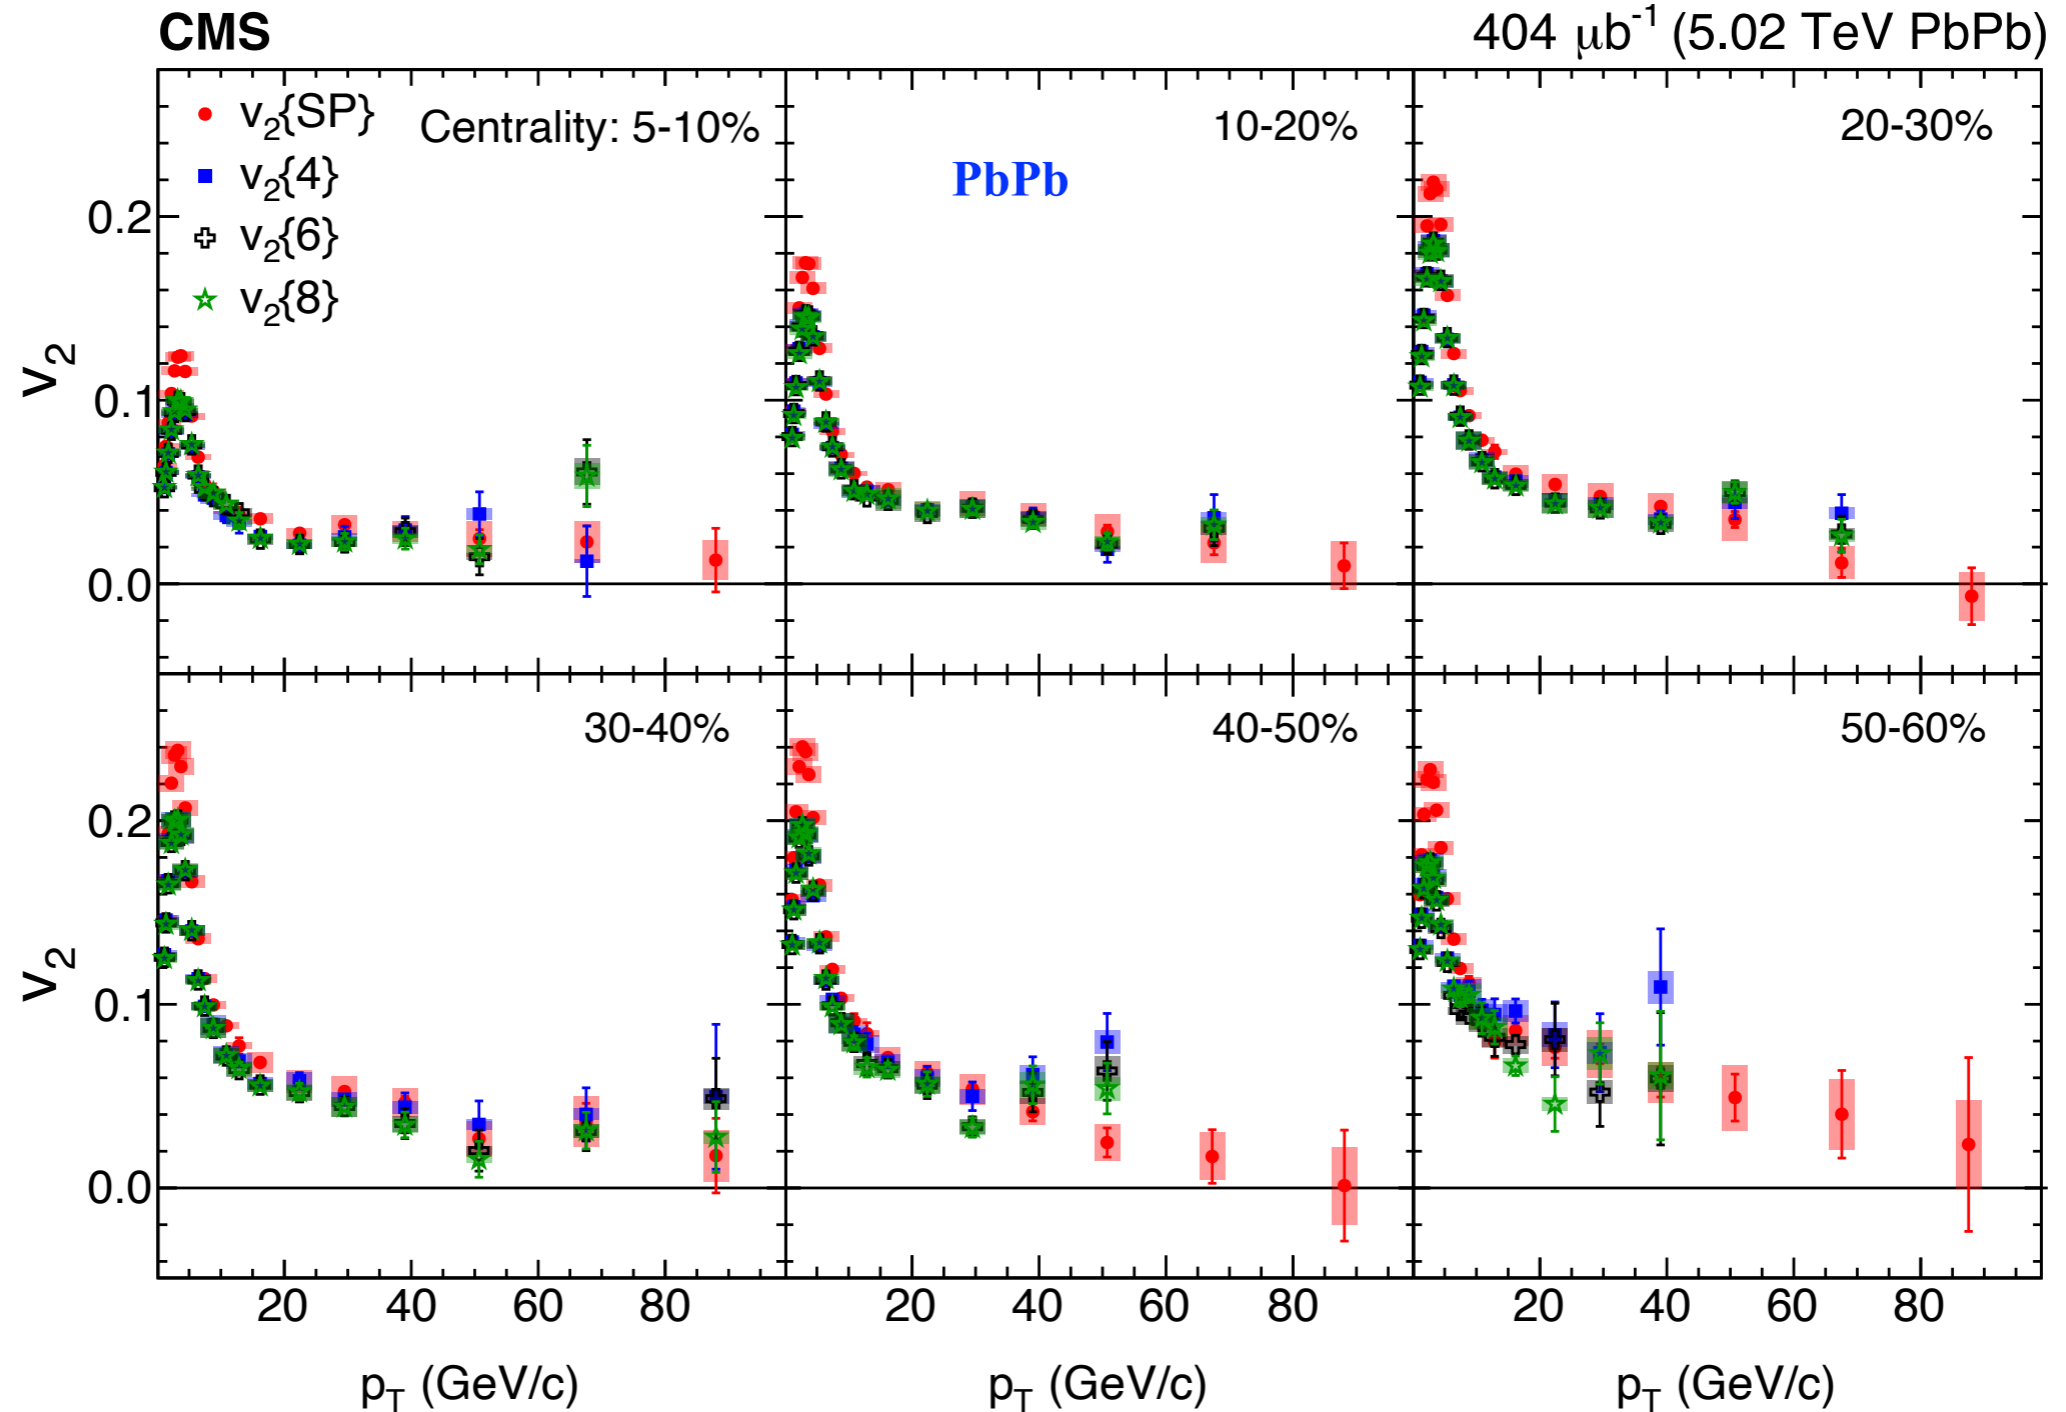 CMS 404 μb⁻¹ (5.02 TeV PbPb)
v₂{SP}
v₂{4}
v₂{6}
v₂{8}
Centrality: 5-10%
10-20%
PbPb
20-30%
v₂
0.2
0.1
0.0
30-40%
40-50%
50-60%
v₂
0.2
0.1
0.0
20 40 60 80 20 40 60 80 20 40 60 80
p_T (GeV/c) p_T (GeV/c) p_T (GeV/c)